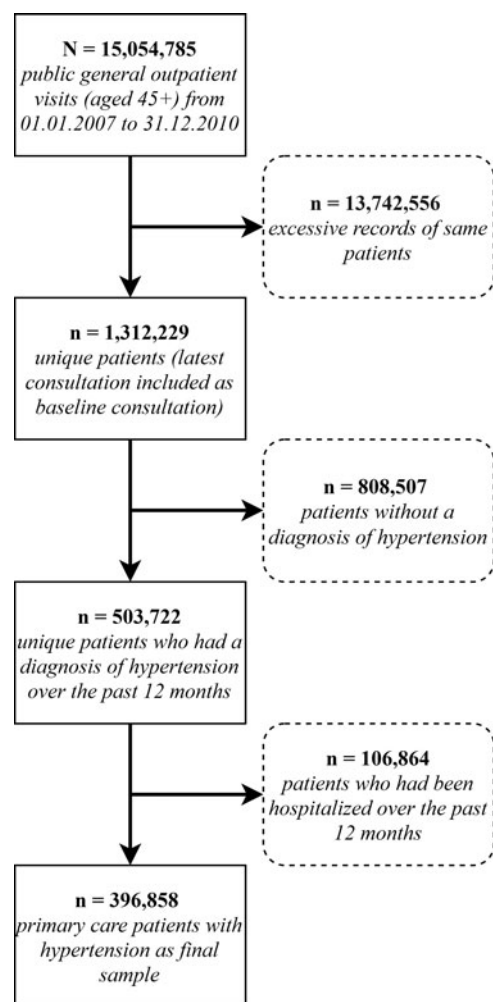 N = 15,054,785
public general outpatient
visits (aged 45+) from
01.01.2007 to 31.12.2010
n = 13,742,556
excessive records of same
patients
n = 1,312,229
unique patients (latest
consultation included as
baseline consultation)
n = 808,507
patients without a
diagnosis of hypertension
n = 503,722
unique patients who had a
diagnosis of hypertension
over the past 12 months
n = 106,864
patients who had been
hospitalized over the past
12 months
n = 396,858
primary care patients with
hypertension as final
sample